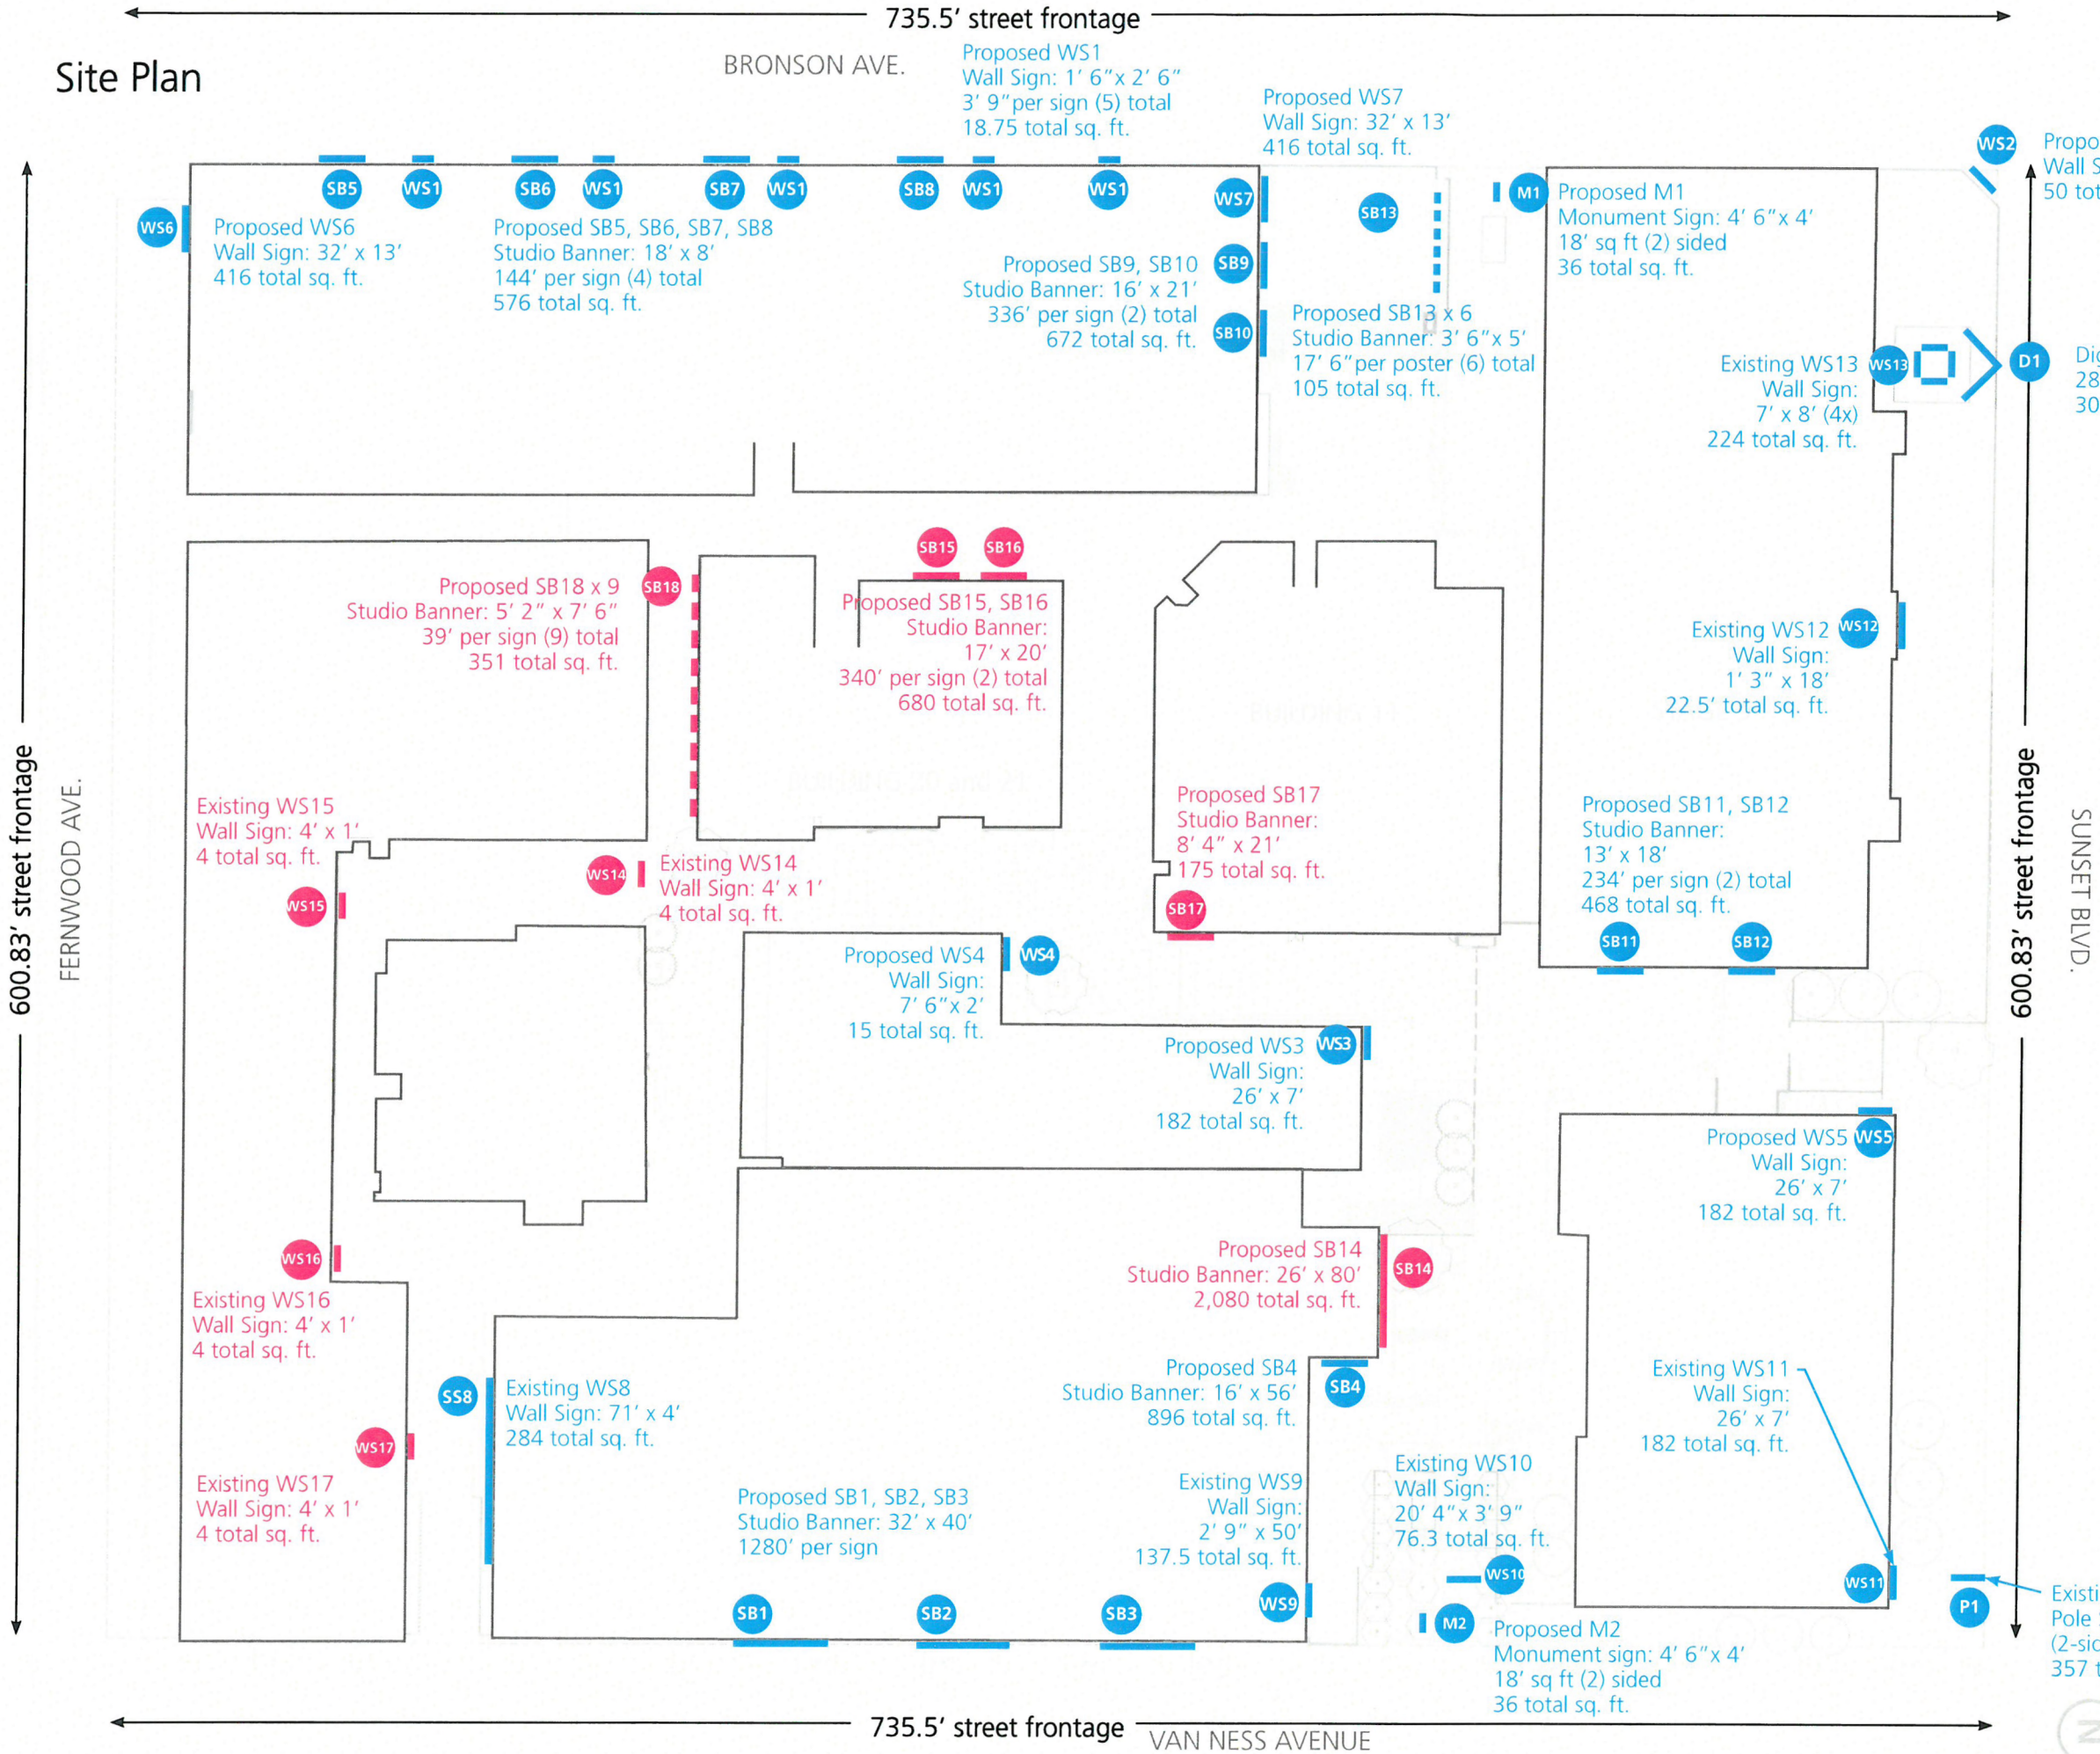 735.5' street frontage
BRONSON AVE.
Site Plan
Proposed WS1
Wall Sign: 1' 6"x 2' 6"
3' 9"per sign (5) total
18.75 total sq. ft.
Proposed WS7
Wall Sign: 32' x 13'
416 total sq. ft.
WS2
Propo
Wall S
50 tot
SB5
WS1
SB6
WS1
SB7
WS1
SB8
WS1
WS1
WS7
SB13
M1
WS6
Proposed WS6
Wall Sign: 32' x 13'
416 total sq. ft.
Proposed SB5, SB6, SB7, SB8
Studio Banner: 18' x 8'
144' per sign (4) total
576 total sq. ft.
Proposed SB9, SB10
Studio Banner: 16' x 21'
336' per sign (2) total
672 total sq. ft.
SB9
SB10
Proposed SB13 x 6
Studio Banner: 3' 6"x 5'
17' 6"per poster (6) total
105 total sq. ft.
Proposed M1
Monument Sign: 4' 6"x 4'
18' sq ft (2) sided
36 total sq. ft.
Existing WS13
Wall Sign:
7' x 8' (4x)
224 total sq. ft.
WS13
D1
Dig
28
30
SB15
SB16
Proposed SB18 x 9
Studio Banner: 5' 2" x 7' 6"
39' per sign (9) total
351 total sq. ft.
SB18
Proposed SB15, SB16
Studio Banner:
17' x 20'
340' per sign (2) total
680 total sq. ft.
Existing WS12
Wall Sign:
1' 3" x 18'
22.5' total sq. ft.
WS12
600.83' street frontage
FERNWOOD AVE.
Existing WS15
Wall Sign: 4' x 1'
4 total sq. ft.
WS15
WS14
Existing WS14
Wall Sign: 4' x 1'
4 total sq. ft.
Proposed SB17
Studio Banner:
8' 4" x 21'
175 total sq. ft.
SB17
Proposed SB11, SB12
Studio Banner:
13' x 18'
234' per sign (2) total
468 total sq. ft.
SB11
SB12
600.83' street frontage
SUNSET BLVD.
Proposed WS4
Wall Sign:
7' 6"x 2'
15 total sq. ft.
WS4
Proposed WS3
Wall Sign:
26' x 7'
182 total sq. ft.
WS3
Proposed WS5
Wall Sign:
26' x 7'
182 total sq. ft.
WS5
WS16
Existing WS16
Wall Sign: 4' x 1'
4 total sq. ft.
Proposed SB14
Studio Banner: 26' x 80'
2,080 total sq. ft.
SB14
SS8
Existing WS8
Wall Sign: 71' x 4'
284 total sq. ft.
Proposed SB4
Studio Banner: 16' x 56'
896 total sq. ft.
SB4
Existing WS11
Wall Sign:
26' x 7'
182 total sq. ft.
WS17
Existing WS17
Wall Sign: 4' x 1'
4 total sq. ft.
Proposed SB1, SB2, SB3
Studio Banner: 32' x 40'
1280' per sign
Existing WS9
Wall Sign:
2' 9" x 50'
137.5 total sq. ft.
Existing WS10
Wall Sign:
20' 4"x 3' 9"
76.3 total sq. ft.
SB1
SB2
SB3
WS9
WS10
WS11
M2
Proposed M2
Monument sign: 4' 6"x 4'
18' sq ft (2) sided
36 total sq. ft.
P1
Existi
Pole
(2-sid
357 t
735.5' street frontage
VAN NESS AVENUE